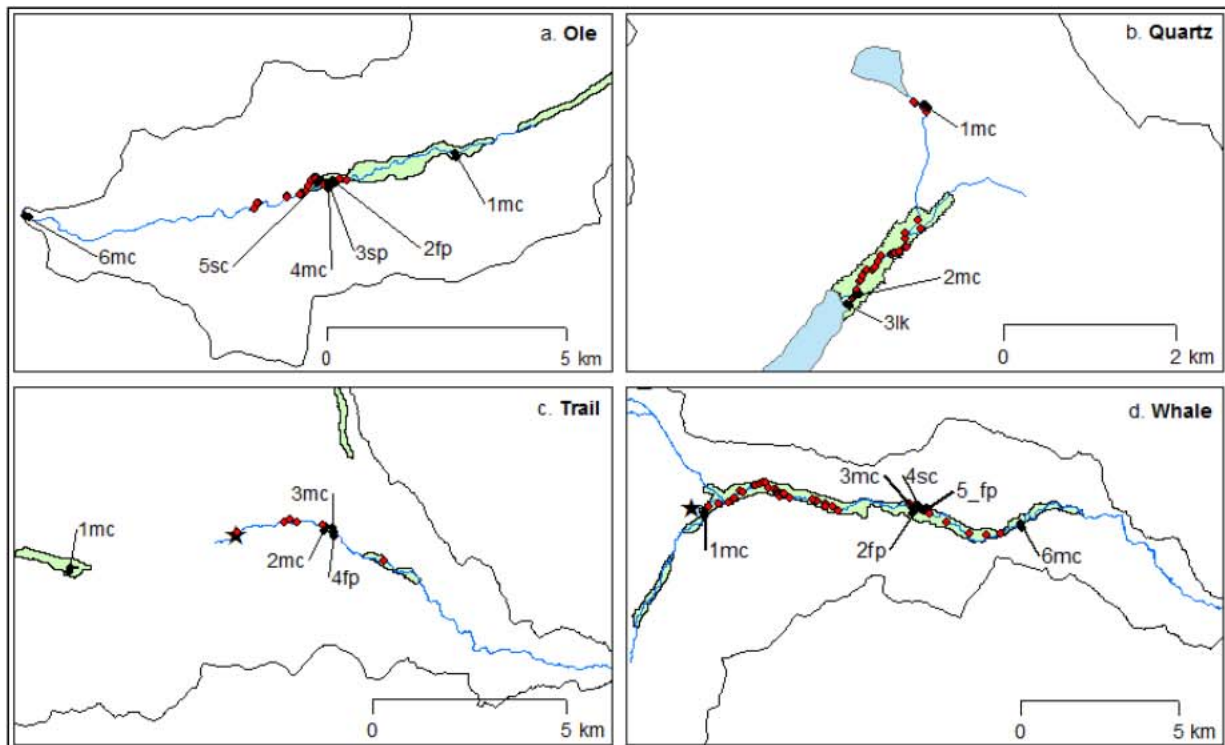 a. Ole
1mc
2fp
3sp
4mc
5sc
6mc
0 5 km
b. Quartz
1mc
2mc
3lk
0 2 km
c. Trail
3mc
1mc
2mc
4fp
0 5 km
d. Whale
3mc 4sc
5_fp
1mc
2fp
6mc
0 5 km